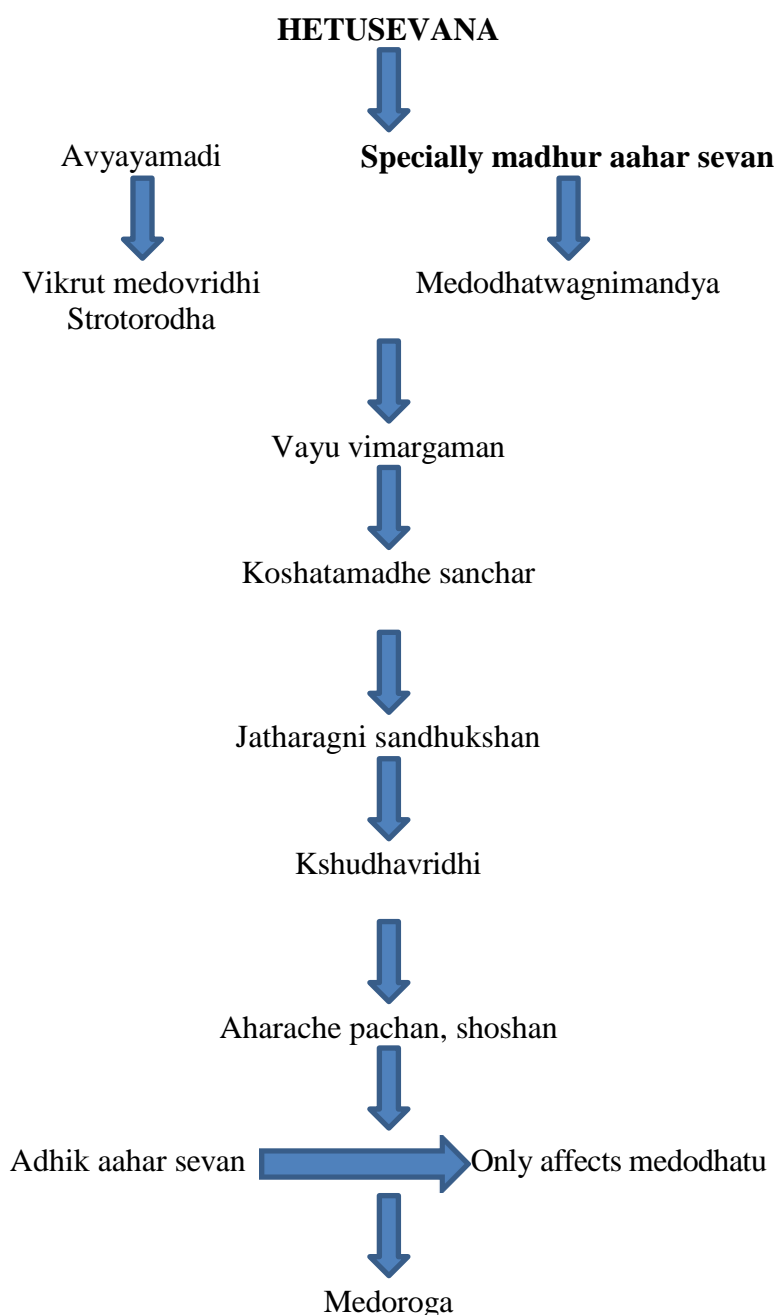 HETUSEVANA
Avyayamadi
Specially madhur aahar sevan
Vikrut medovridhi
Strotorodha
Medodhatwagnimandya
Vayu vimargaman
Koshatamadhe sanchar
Jatharagni sandhukshan
Kshudhavridhi
Aharache pachan, shoshan
Adhik aahar sevan
Only affects medodhatu
Medoroga